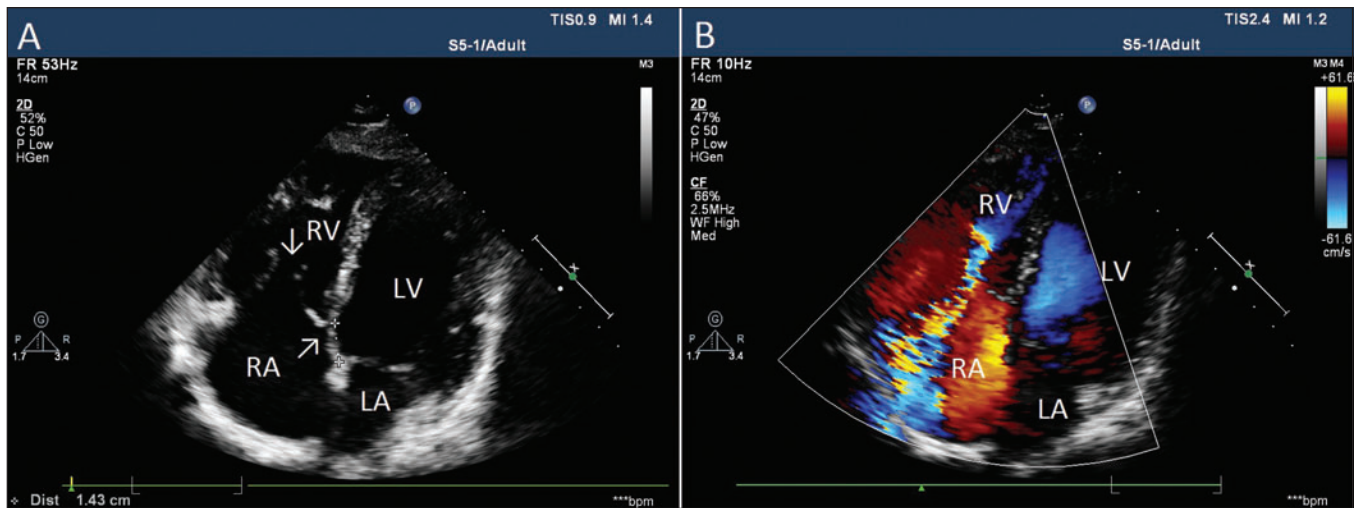 A
TIS0.9 MI 1.4
S5-1/Adult
FR 53Hz
14cm
M3
2D
52%
C 50
P Low
HGen
P
RV
LV
G
P R
1.7 3.4
RA
LA
Dist 1.43 cm
***bpm
B
TIS2.4 MI 1.2
S5-1/Adult
FR 10Hz
14cm
M3 M4
+61.6
2D
47%
C 50
P Low
HGen
CF
66%
2.5MHz
WF High
Med
P
RV
LV
-61.6
cm/s
G
P R
1.7 3.4
RA
LA
***bpm